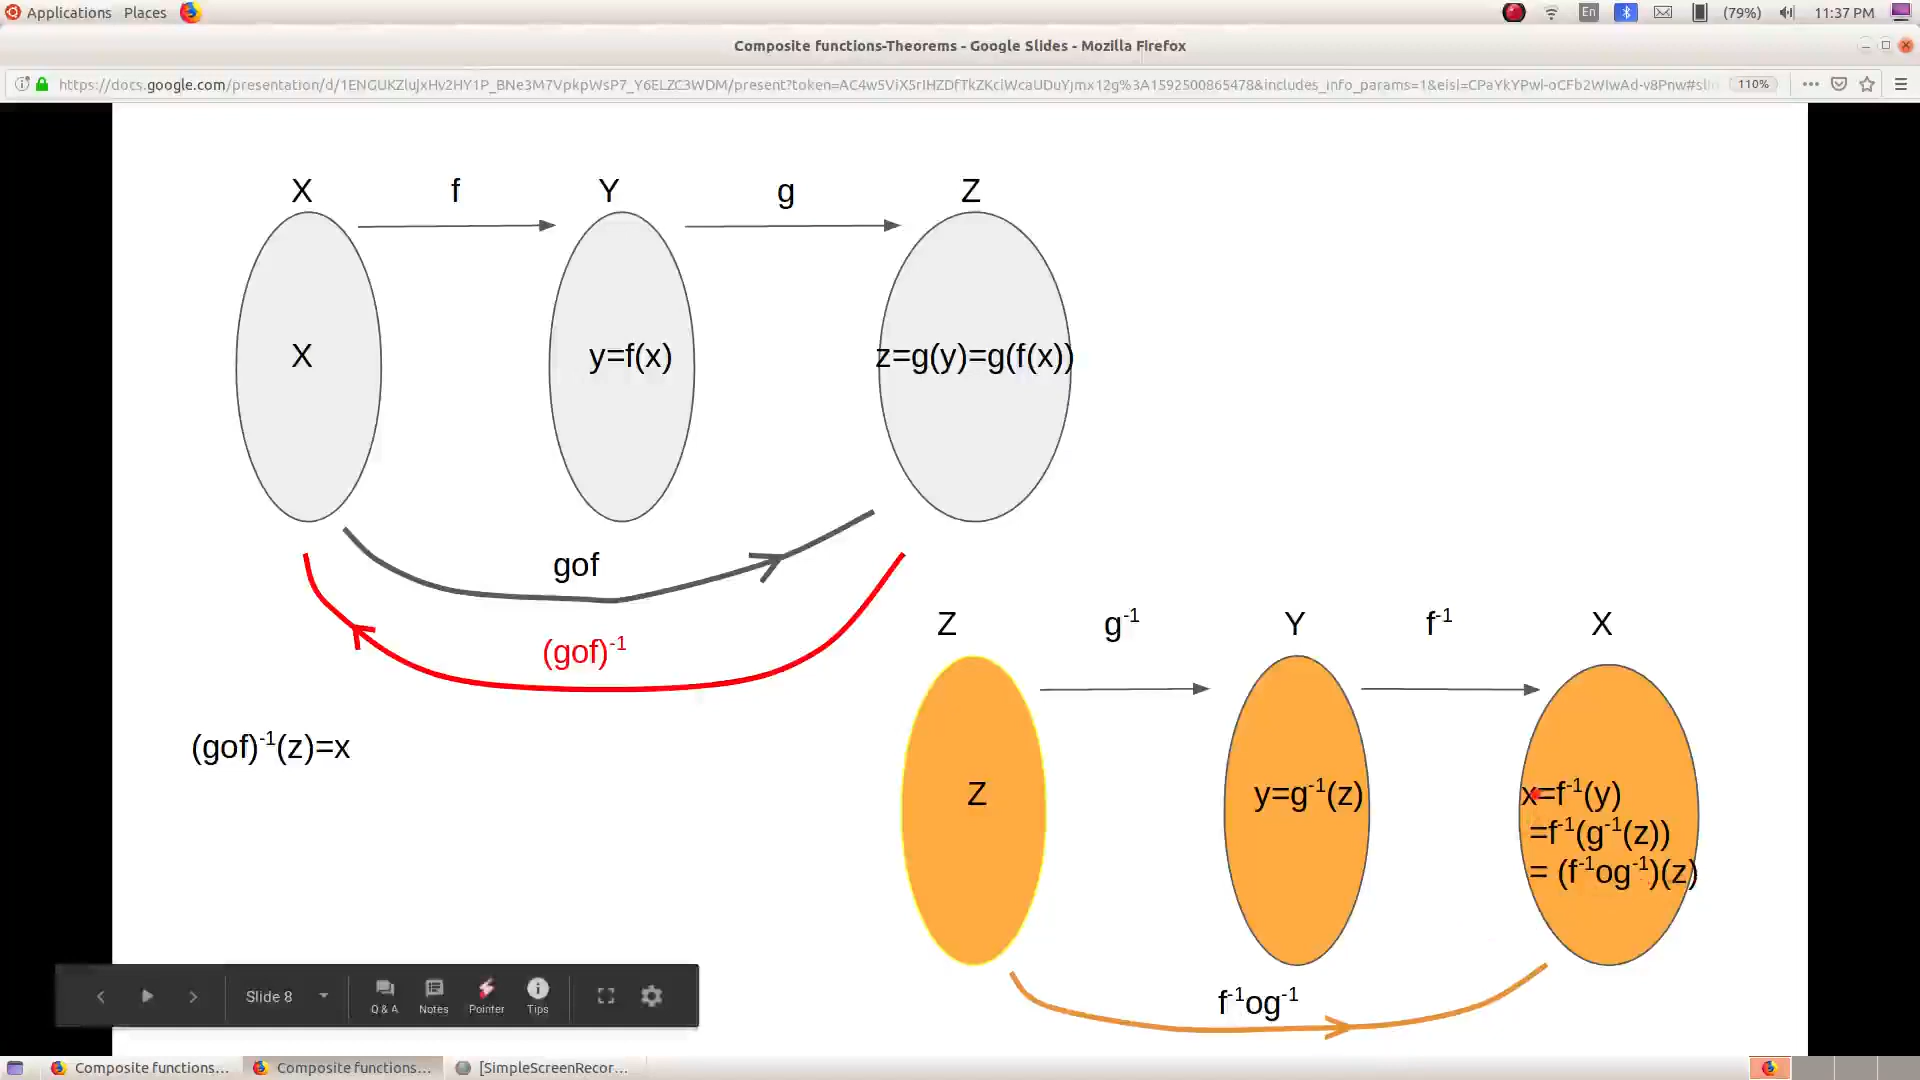 Applications Places En (79%) 11:37 PM
Composite functions-Theorems - Google Slides - Mozilla Firefox
110%
X f Y g Z
X y=f(x) z=g(y)=g(f(x))
gof
(gof)⁻¹
Z g⁻¹ Y f⁻¹ X
(gof)⁻¹(z)=x
Z y=g⁻¹(z) x=f⁻¹(y)
=f⁻¹(g⁻¹(z))
= (f⁻¹og⁻¹)(z)
f⁻¹og⁻¹
Slide 8 Q & A Notes Pointer Tips
Composite functions... Composite functions... [SimpleScreenRecor...